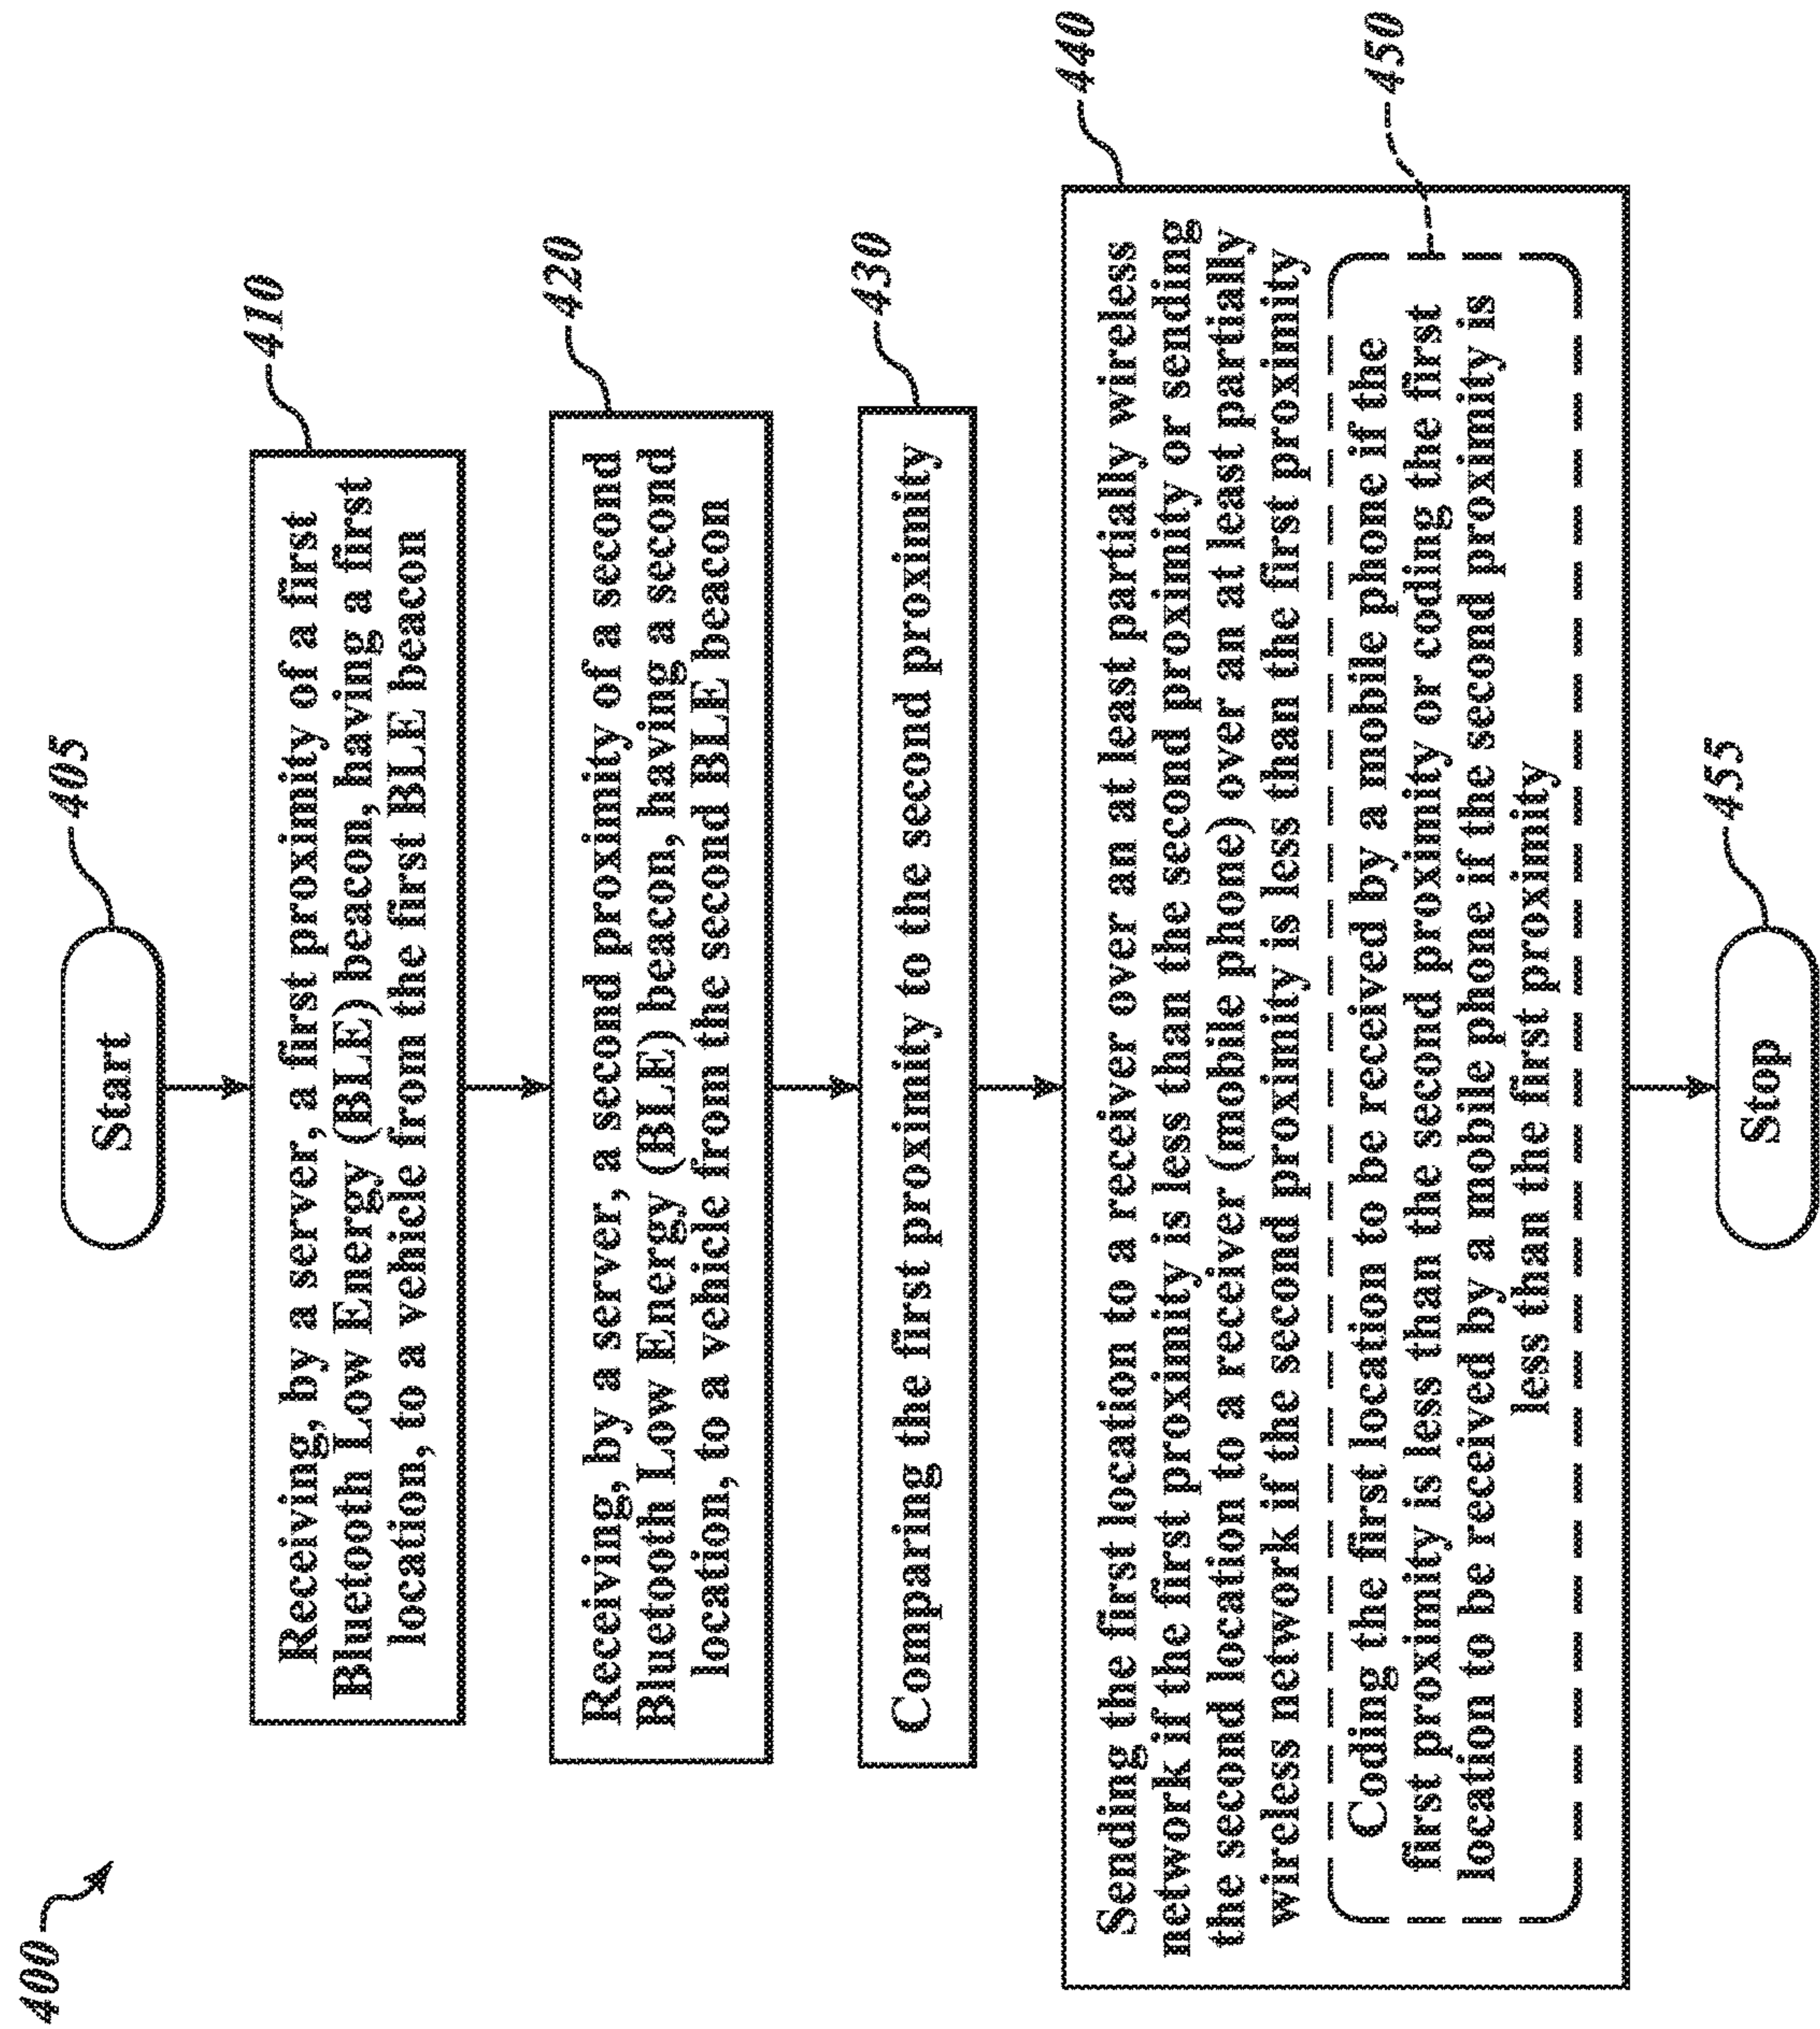 400
Start
405
Receiving, by a server, a first proximity of a first
Bluetooth Low Energy (BLE) beacon, having a first
location, to a vehicle from the first BLE beacon
410
Receiving, by a server, a second proximity of a second
Bluetooth Low Energy (BLE) beacon, having a second
location, to a vehicle from the second BLE beacon
420
Comparing the first proximity to the second proximity
430
Sending the first location to a receiver over an at least partially wireless
network if the first proximity is less than the second proximity or sending
the second location to a receiver (mobile phone) over an at least partially
wireless network if the second proximity is less than the first proximity
440
Coding the first location to be received by a mobile phone if the
first proximity is less than the second proximity or coding the first
location to be received by a mobile phone if the second proximity is
less than the first proximity
450
Stop
455